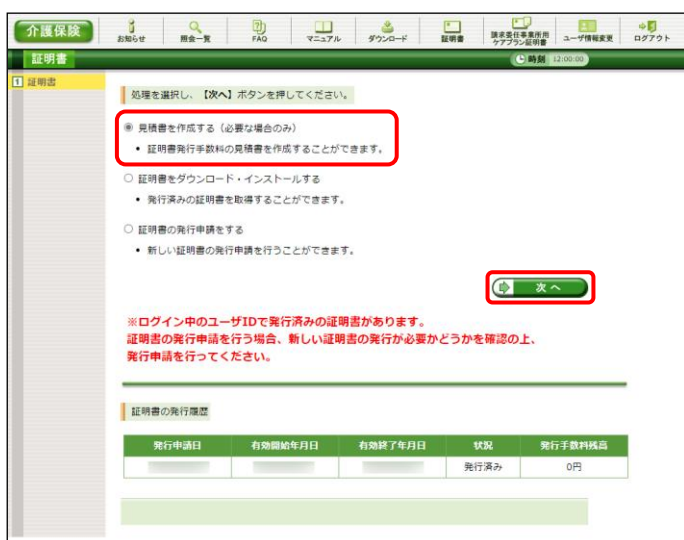 介護保険
お知らせ
照会一覧
FAQ
マニュアル
ダウンロード
証明書
請求委任事業所用
ケアプラン証明書
ユーザ情報変更
ログアウト
証明書
時刻 12:00:00
1 証明書
処理を選択し、【次へ】ボタンを押してください。
見積書を作成する（必要な場合のみ）
• 証明書発行手数料の見積書を作成することができます。
証明書をダウンロード・インストールする
• 発行済みの証明書を取得することができます。
証明書の発行申請をする
• 新しい証明書の発行申請を行うことができます。
次へ
※ログイン中のユーザIDで発行済みの証明書があります。
証明書の発行申請を行う場合、新しい証明書の発行が必要かどうかを確認の上、
発行申請を行ってください。
証明書の発行履歴
発行申請日 有効開始年月日 有効終了年月日 状況 発行手数料残高
発行済み 0円